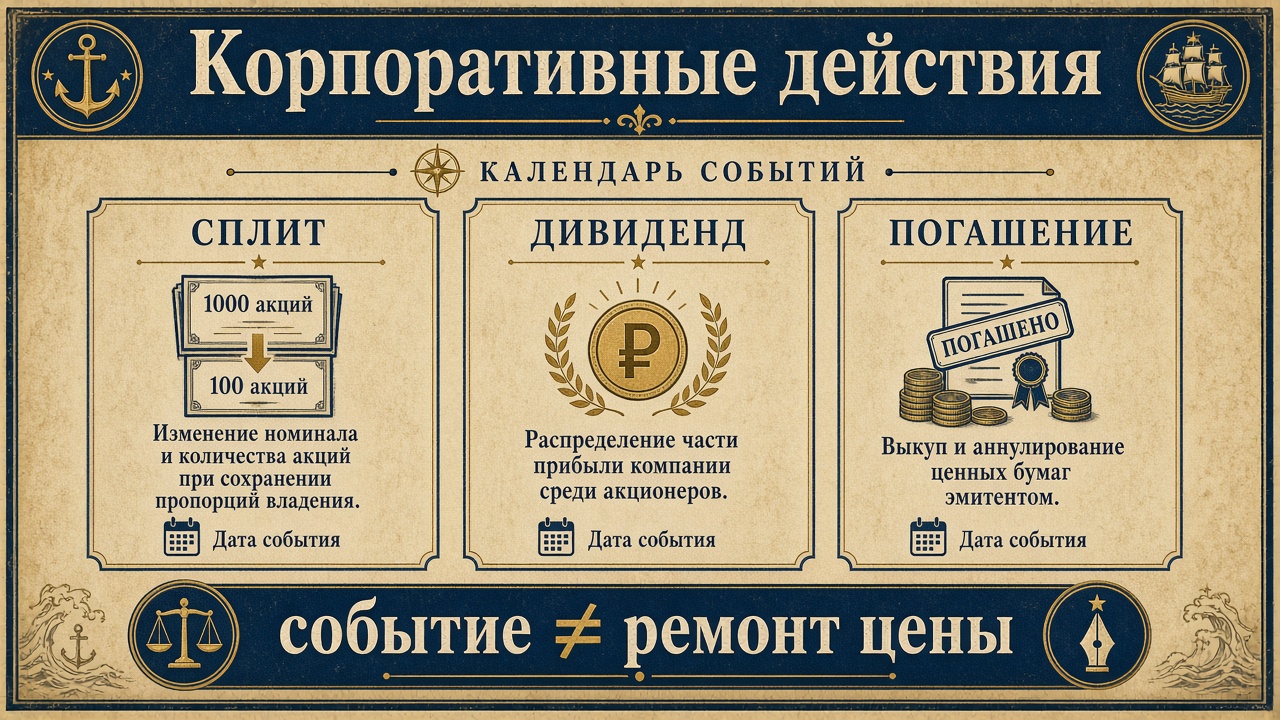 Корпоративные действия
КАЛЕНДАРЬ СОБЫТИЙ
СПЛИТ
1000 акций
100 акций
Изменение номинала
и количества акций
при сохранении
пропорций владения.
Дата события
ДИВИДЕНД
₽
Распределение части
прибыли компании
среди акционеров.
Дата события
ПОГАШЕНИЕ
ПОГАШЕНО
Выкуп и аннулирование
ценных бумаг
эмитентом.
Дата события
событие ≠ ремонт цены